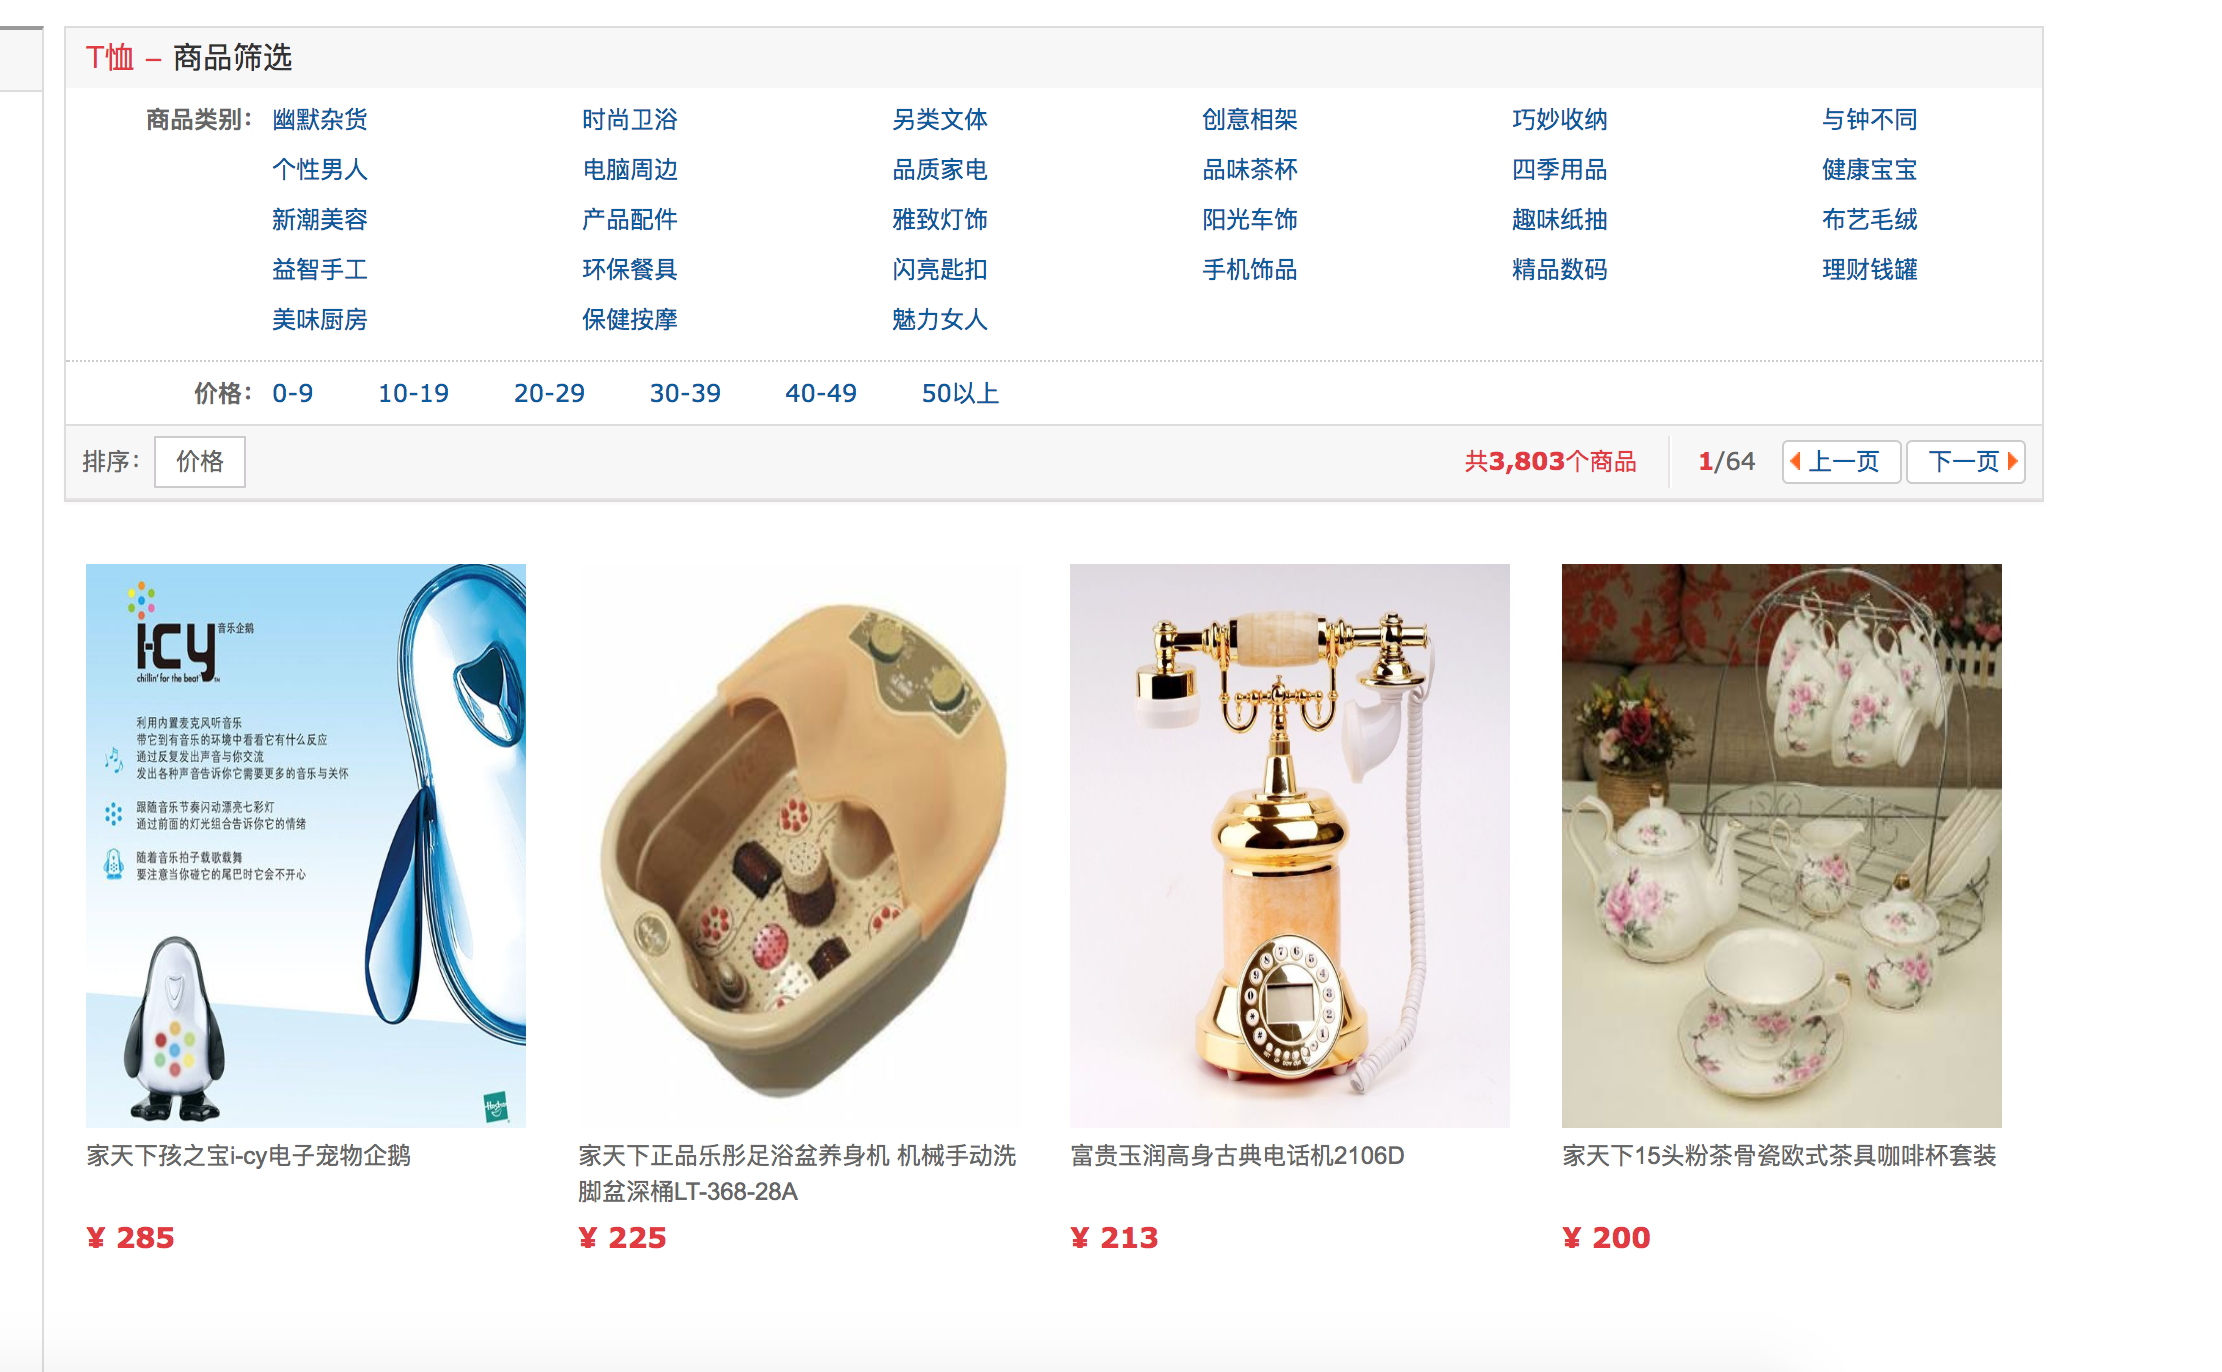 T恤 – 商品筛选
商品类别： 幽默杂货 时尚卫浴 另类文体 创意相架 巧妙收纳 与钟不同
个性男人 电脑周边 品质家电 品味茶杯 四季用品 健康宝宝
新潮美容 产品配件 雅致灯饰 阳光车饰 趣味纸抽 布艺毛绒
益智手工 环保餐具 闪亮匙扣 手机饰品 精品数码 理财钱罐
美味厨房 保健按摩 魅力女人
价格： 0-9 10-19 20-29 30-39 40-49 50以上
排序： 价格 共3,803个商品 1/64 上一页 下一页
i-cy 音乐企鹅
chillin' for the beat
利用内置麦克风听音乐
带它到有音乐的环境中看看它有什么反应
通过反复发出声音与你交流
发出各种声音告诉你它需要更多的音乐与关怀
跟随音乐节奏闪动漂亮七彩灯
通过前面的灯光组合告诉你它的情绪
随着音乐拍子载歌载舞
要注意当你碰它的尾巴时它会不开心
Hasbro
家天下孩之宝i-cy电子宠物企鹅
¥ 285
家天下正品乐彤足浴盆养身机 机械手动洗
脚盆深桶LT-368-28A
¥ 225
富贵玉润高身古典电话机2106D
¥ 213
家天下15头粉茶骨瓷欧式茶具咖啡杯套装
¥ 200